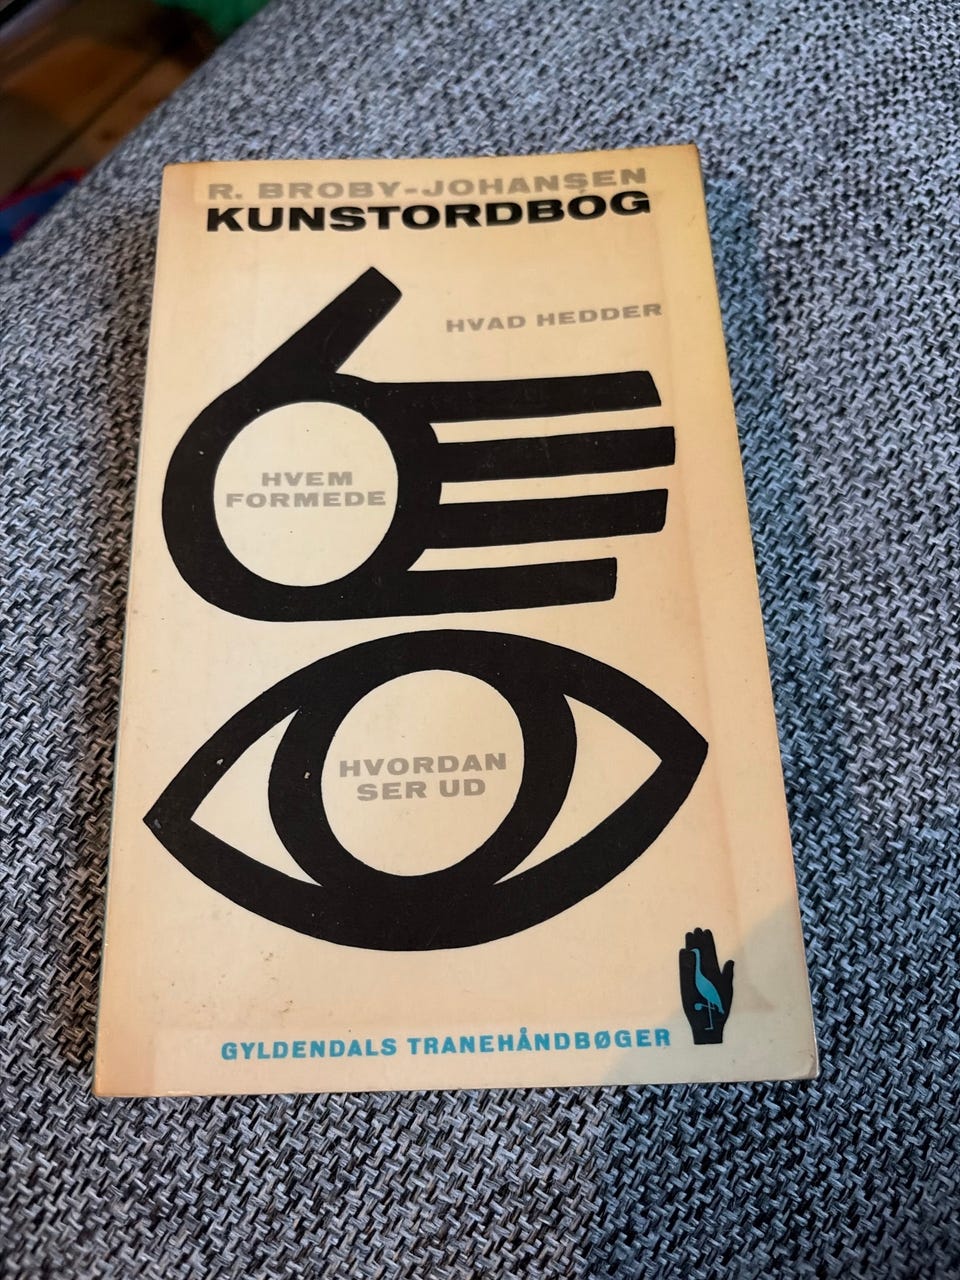 R. BROBY-JOHANSEN
KUNSTORDBOG
HVAD HEDDER
HVEM
FORMEDE
HVORDAN
SER UD
GYLDENDALS TRANEHÅNDBØGER